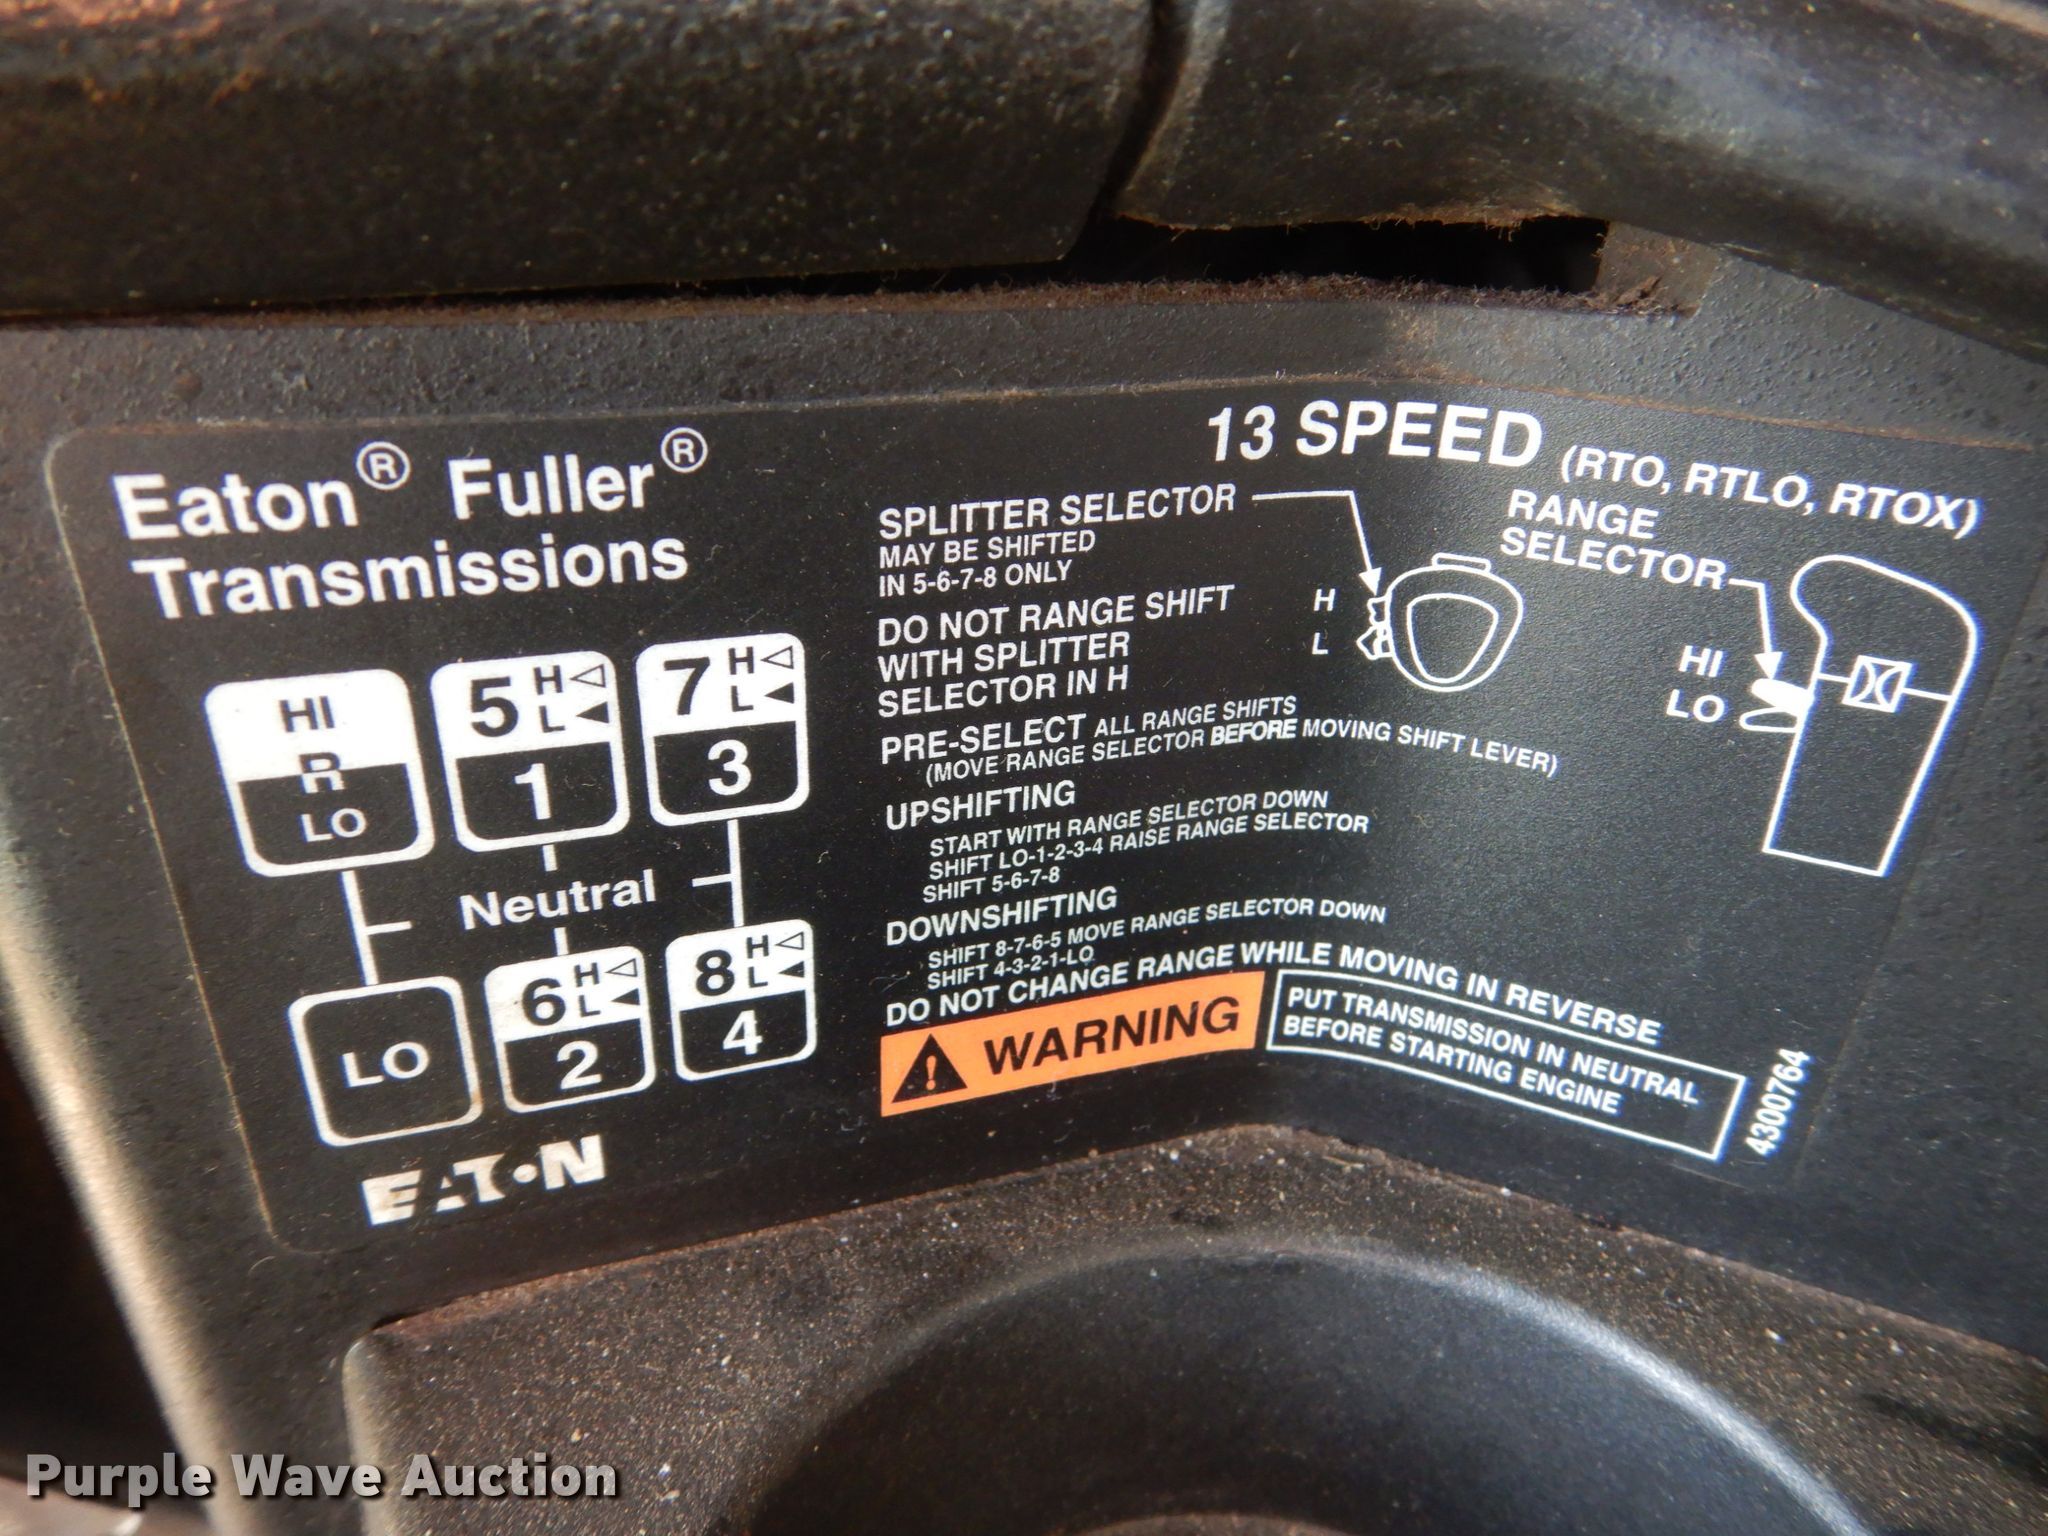 Eaton® Fuller®
Transmissions
HI
R
LO
5 H
L
1
7 H
L
3
Neutral
LO
6 H
L
2
8 H
L
4
EATON
13 SPEED (RTO, RTLO, RTOX)
SPLITTER SELECTOR
MAY BE SHIFTED
IN 5-6-7-8 ONLY
H
L
RANGE
SELECTOR
HI
LO
DO NOT RANGE SHIFT
WITH SPLITTER
SELECTOR IN H
PRE-SELECT ALL RANGE SHIFTS
(MOVE RANGE SELECTOR BEFORE MOVING SHIFT LEVER)
UPSHIFTING
START WITH RANGE SELECTOR DOWN
SHIFT LO-1-2-3-4 RAISE RANGE SELECTOR
SHIFT 5-6-7-8
DOWNSHIFTING
SHIFT 8-7-6-5 MOVE RANGE SELECTOR DOWN
SHIFT 4-3-2-1-LO
DO NOT CHANGE RANGE WHILE MOVING IN REVERSE
! WARNING
PUT TRANSMISSION IN NEUTRAL
BEFORE STARTING ENGINE
4300764
Purple Wave Auction